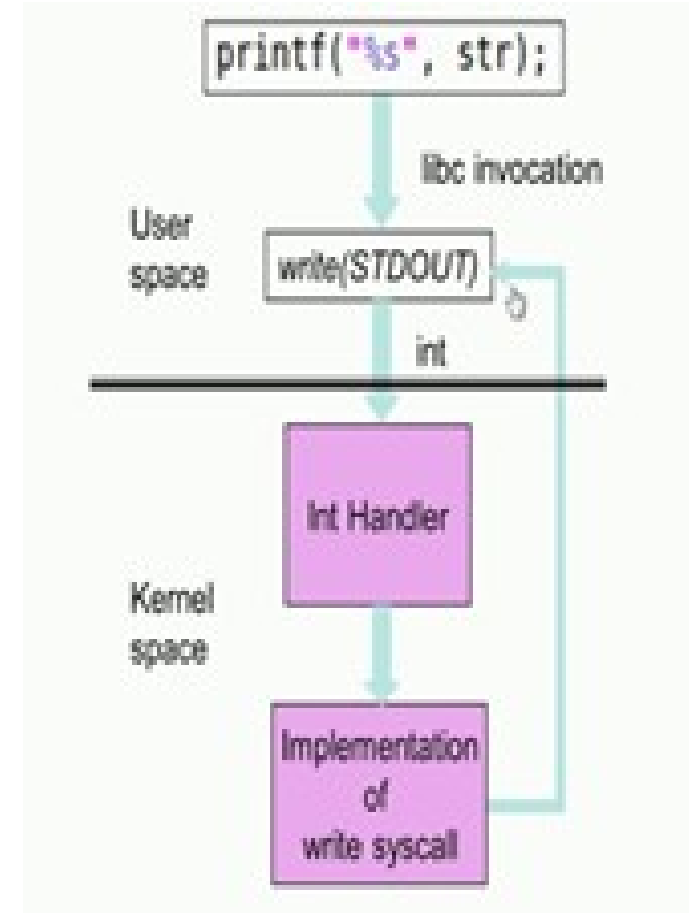 printf("%s", str);
libc invocation
User
space
write(STDOUT)
int
Int Handler
Kernel
space
Implementation
of
write syscall